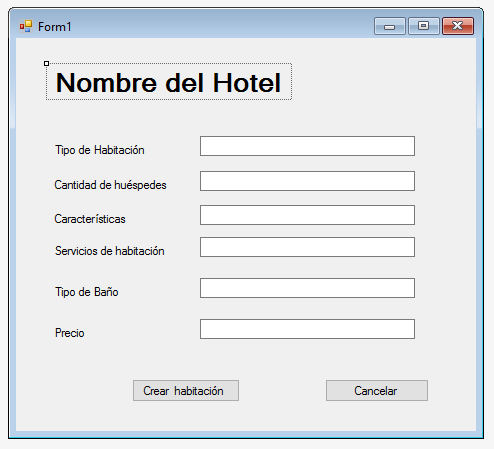 Form1
Nombre del Hotel
Tipo de Habitación
Cantidad de huéspedes
Características
Servicios de habitación
Tipo de Baño
Precio
Crear habitación
Cancelar